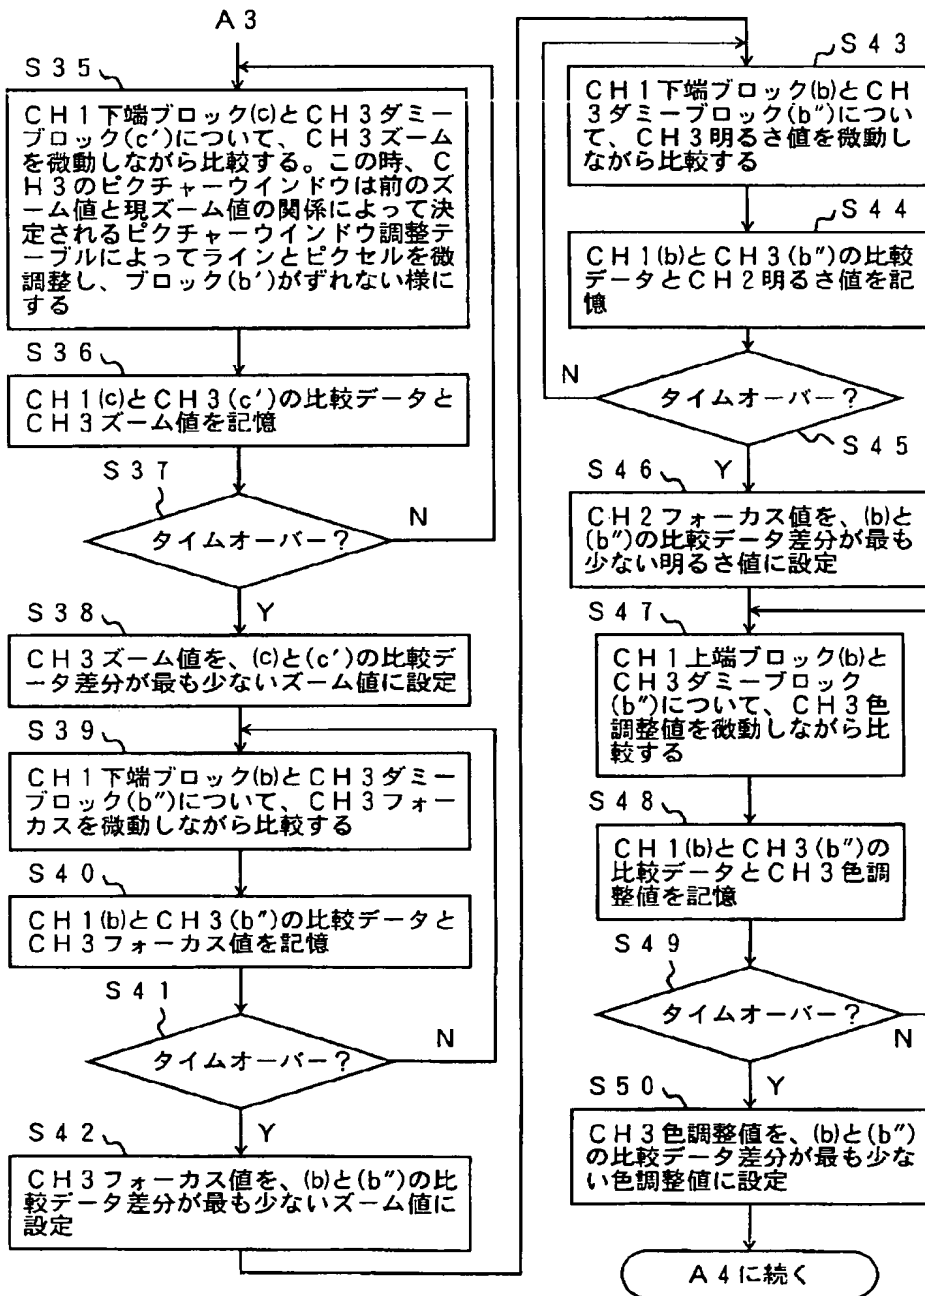 A3
S35
CH1下端ブロック(c)とCH3ダミー
ブロック(c′)について、CH3ズーム
を微動しながら比較する。この時、C
H3のピクチャーウインドウは前のズ
ーム値と現ズーム値の関係によって決
定されるピクチャーウインドウ調整テ
ーブルによってラインとピクセルを微
調整し、ブロック(b′)がずれない様に
する
S36
CH1(c)とCH3(c′)の比較データと
CH3ズーム値を記憶
S37
タイムオーバー?
N
Y
S38
CH3ズーム値を、(c)と(c′)の比較デ
ータ差分が最も少ないズーム値に設定
S39
CH1下端ブロック(b)とCH3ダミー
ブロック(b″)について、CH3フォー
カスを微動しながら比較する
S40
CH1(b)とCH3(b″)の比較データと
CH3フォーカス値を記憶
S41
タイムオーバー?
N
Y
S42
CH3フォーカス値を、(b)と(b″)の比
較データ差分が最も少ないズーム値に
設定
S43
CH1下端ブロック(b)とCH
3ダミーブロック(b″)につい
て、CH3明るさ値を微動し
ながら比較する
S44
CH1(b)とCH3(b″)の比較
データとCH2明るさ値を記
憶
N
タイムオーバー?
S45
Y
S46
CH2フォーカス値を、(b)と
(b″)の比較データ差分が最も
少ない明るさ値に設定
S47
CH1上端ブロック(b)と
CH3ダミーブロック
(b″)について、CH3色
調整値を微動しながら比
較する
S48
CH1(b)とCH3(b″)の
比較データとCH3色調
整値を記憶
S49
タイムオーバー?
N
Y
S50
CH3色調整値を、(b)と(b″)
の比較データ差分が最も少な
い色調整値に設定
A4に続く